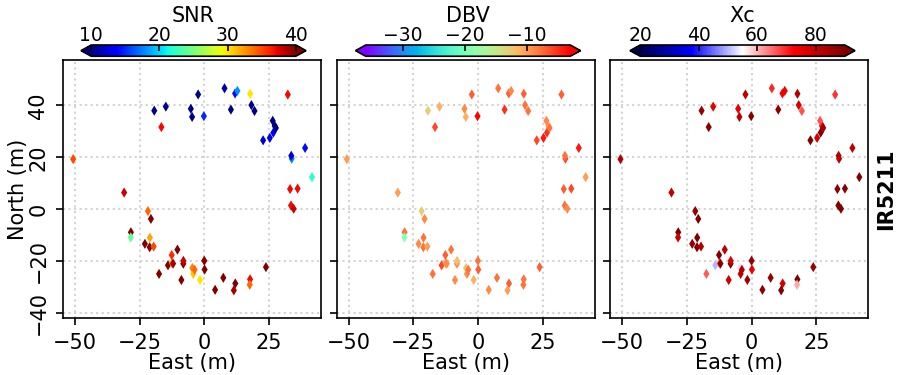 SNR DBV Xc
10 20 30 40 −30 −20 −10 20 40 60 80
North (m)
40
20
0
−20
−40
−50 −25 0 25 −50 −25 0 25 −50 −25 0 25
East (m) East (m) East (m)
IR5211